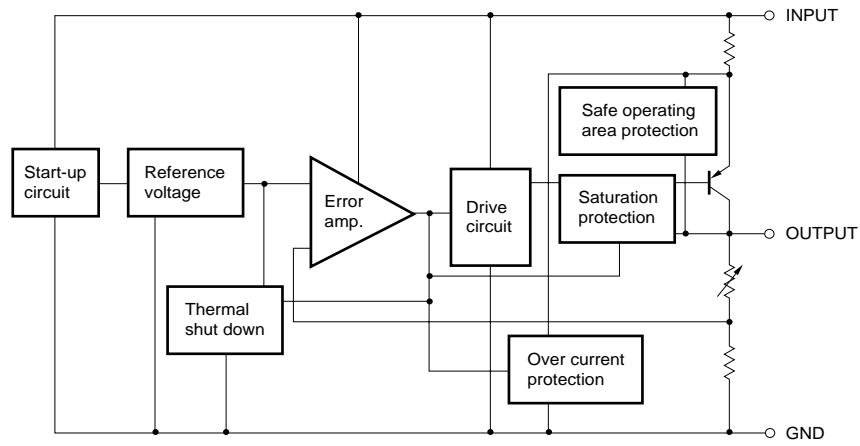 INPUT
Safe operating
area protection
Start-up
circuit
Reference
voltage
Error
amp.
Drive
circuit
Saturation
protection
OUTPUT
Thermal
shut down
Over current
protection
GND